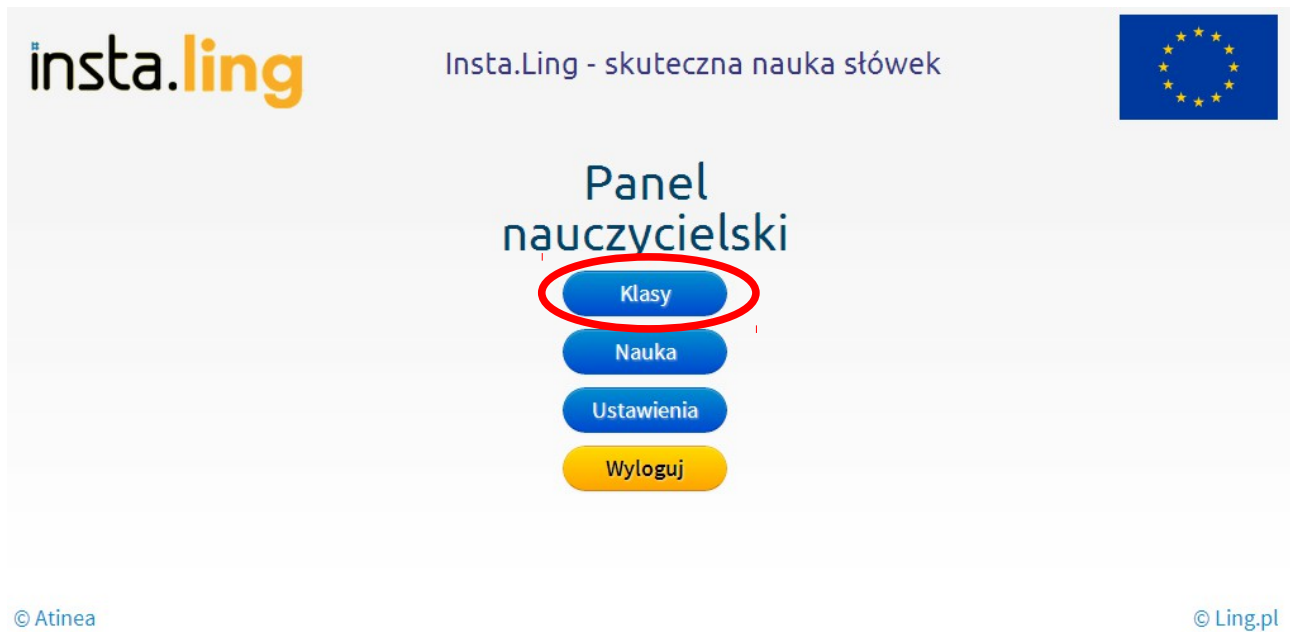 insta.ling
Insta.Ling - skuteczna nauka słówek
Panel
nauczycielski
Klasy
Nauka
Ustawienia
Wyloguj
© Atinea
© Ling.pl